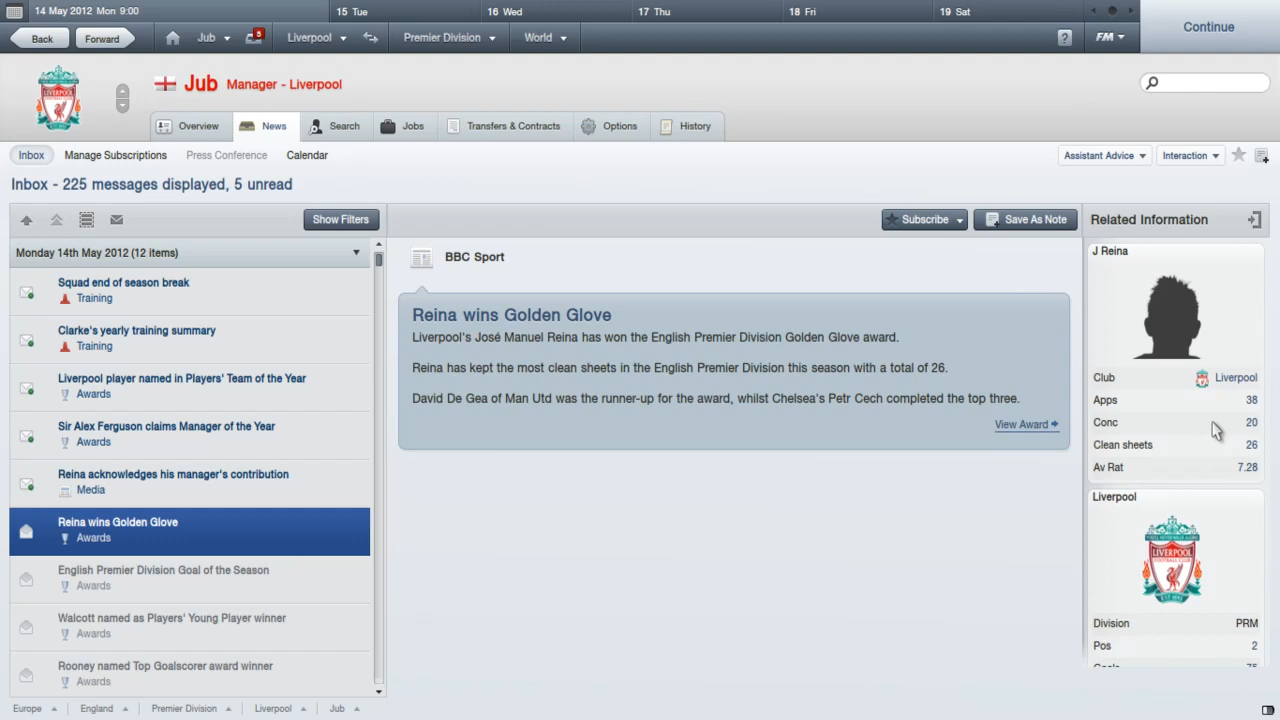 14 May 2012 Mon 9:00
15 Tue
16 Wed
17 Thu
18 Fri
19 Sat
Continue
Back
Forward
Job
5
Liverpool
Premier Division
World
?
FM
Jub Manager - Liverpool
Overview
News
Search
Jobs
Transfers & Contracts
Options
History
Inbox
Manage Subscriptions
Press Conference
Calendar
Assistant Advice
Interaction
Inbox - 225 messages displayed, 5 unread
Show Filters
Subscribe
Save As Note
Related Information
Monday 14th May 2012 (12 items)
Squad end of season break
Training
Clarke's yearly training summary
Training
Liverpool player named in Players' Team of the Year
Awards
Sir Alex Ferguson claims Manager of the Year
Awards
Reina acknowledges his manager's contribution
Media
Reina wins Golden Glove
Awards
English Premier Division Goal of the Season
Awards
Walcott named as Players' Young Player winner
Awards
Rooney named Top Goalscorer award winner
Awards
BBC Sport
Reina wins Golden Glove
Liverpool's José Manuel Reina has won the English Premier Division Golden Glove award.
Reina has kept the most clean sheets in the English Premier Division this season with a total of 26.
David De Gea of Man Utd was the runner-up for the award, whilst Chelsea's Petr Cech completed the top three.
View Award
J Reina
Club Liverpool
Apps 38
Conc 20
Clean sheets 26
Av Rat 7.28
Liverpool
LIVERPOOL
FOOTBALL CLUB
Division PRM
Pos 2
Goals 75
Europe
England
Premier Division
Liverpool
Jub